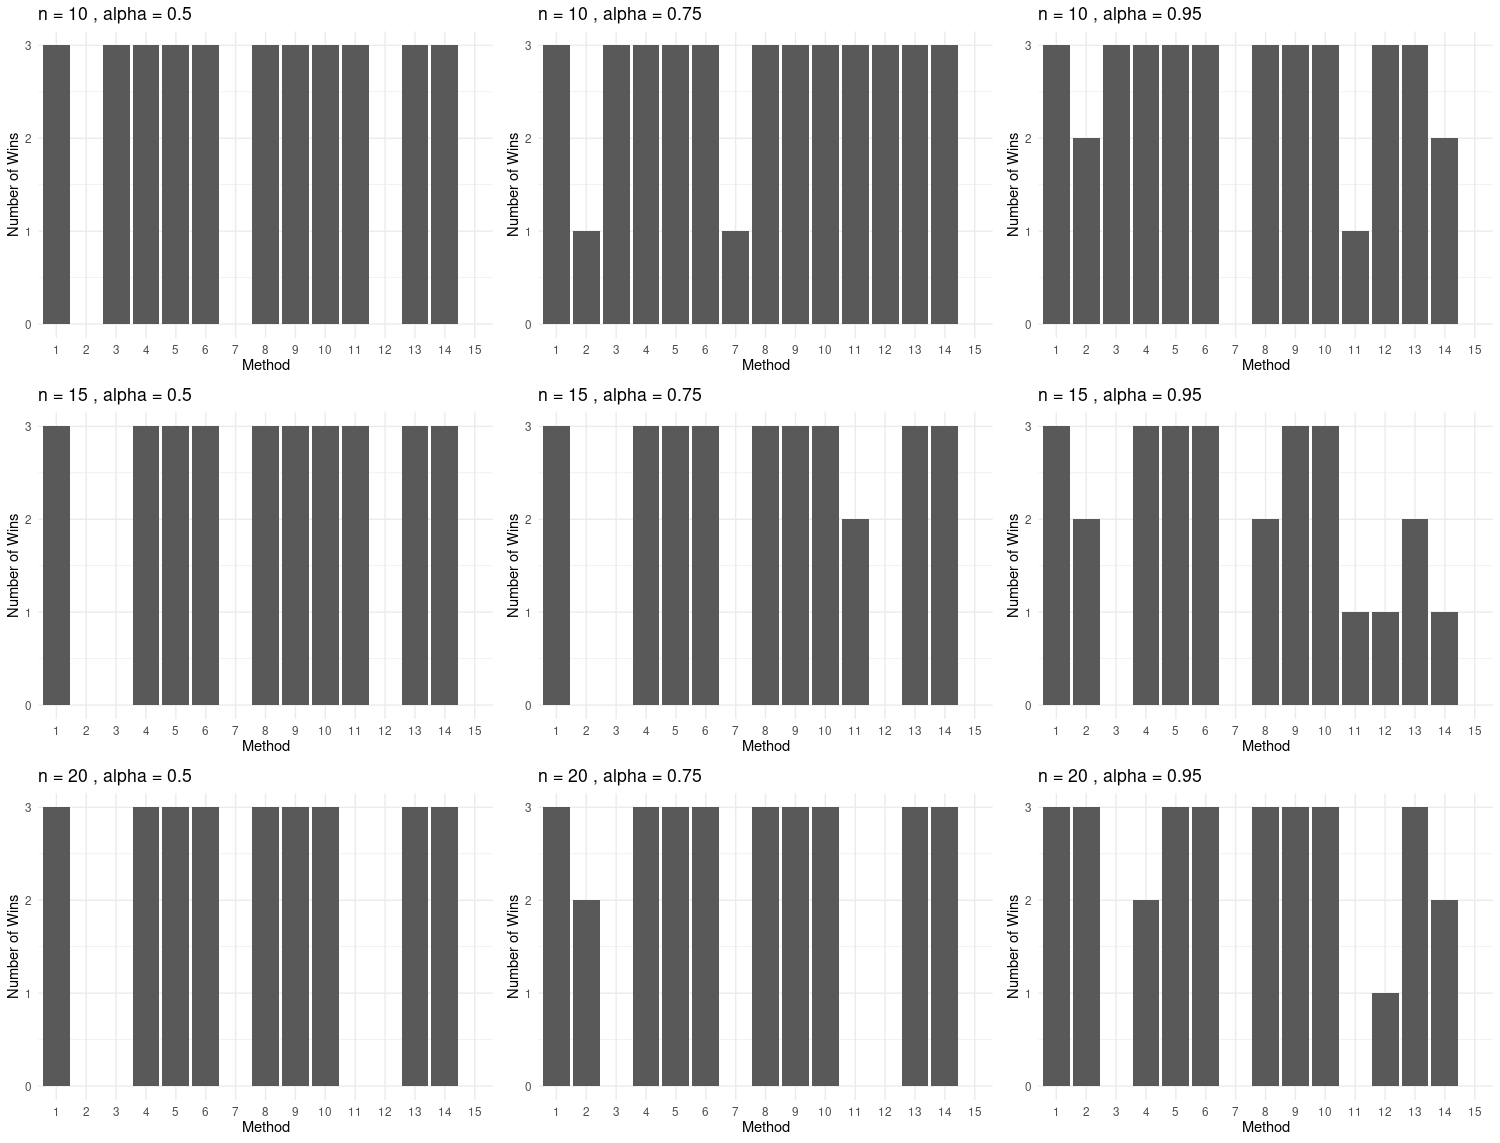 n = 10 , alpha = 0.5
n = 10 , alpha = 0.75
n = 10 , alpha = 0.95
Number of Wins
3
2
1
0
1 2 3 4 5 6 7 8 9 10 11 12 13 14 15
Method
Number of Wins
3
2
1
0
1 2 3 4 5 6 7 8 9 10 11 12 13 14 15
Method
Number of Wins
3
2
1
0
1 2 3 4 5 6 7 8 9 10 11 12 13 14 15
Method
n = 15 , alpha = 0.5
n = 15 , alpha = 0.75
n = 15 , alpha = 0.95
Number of Wins
3
2
1
0
1 2 3 4 5 6 7 8 9 10 11 12 13 14 15
Method
Number of Wins
3
2
1
0
1 2 3 4 5 6 7 8 9 10 11 12 13 14 15
Method
Number of Wins
3
2
1
0
1 2 3 4 5 6 7 8 9 10 11 12 13 14 15
Method
n = 20 , alpha = 0.5
n = 20 , alpha = 0.75
n = 20 , alpha = 0.95
Number of Wins
3
2
1
0
1 2 3 4 5 6 7 8 9 10 11 12 13 14 15
Method
Number of Wins
3
2
1
0
1 2 3 4 5 6 7 8 9 10 11 12 13 14 15
Method
Number of Wins
3
2
1
0
1 2 3 4 5 6 7 8 9 10 11 12 13 14 15
Method